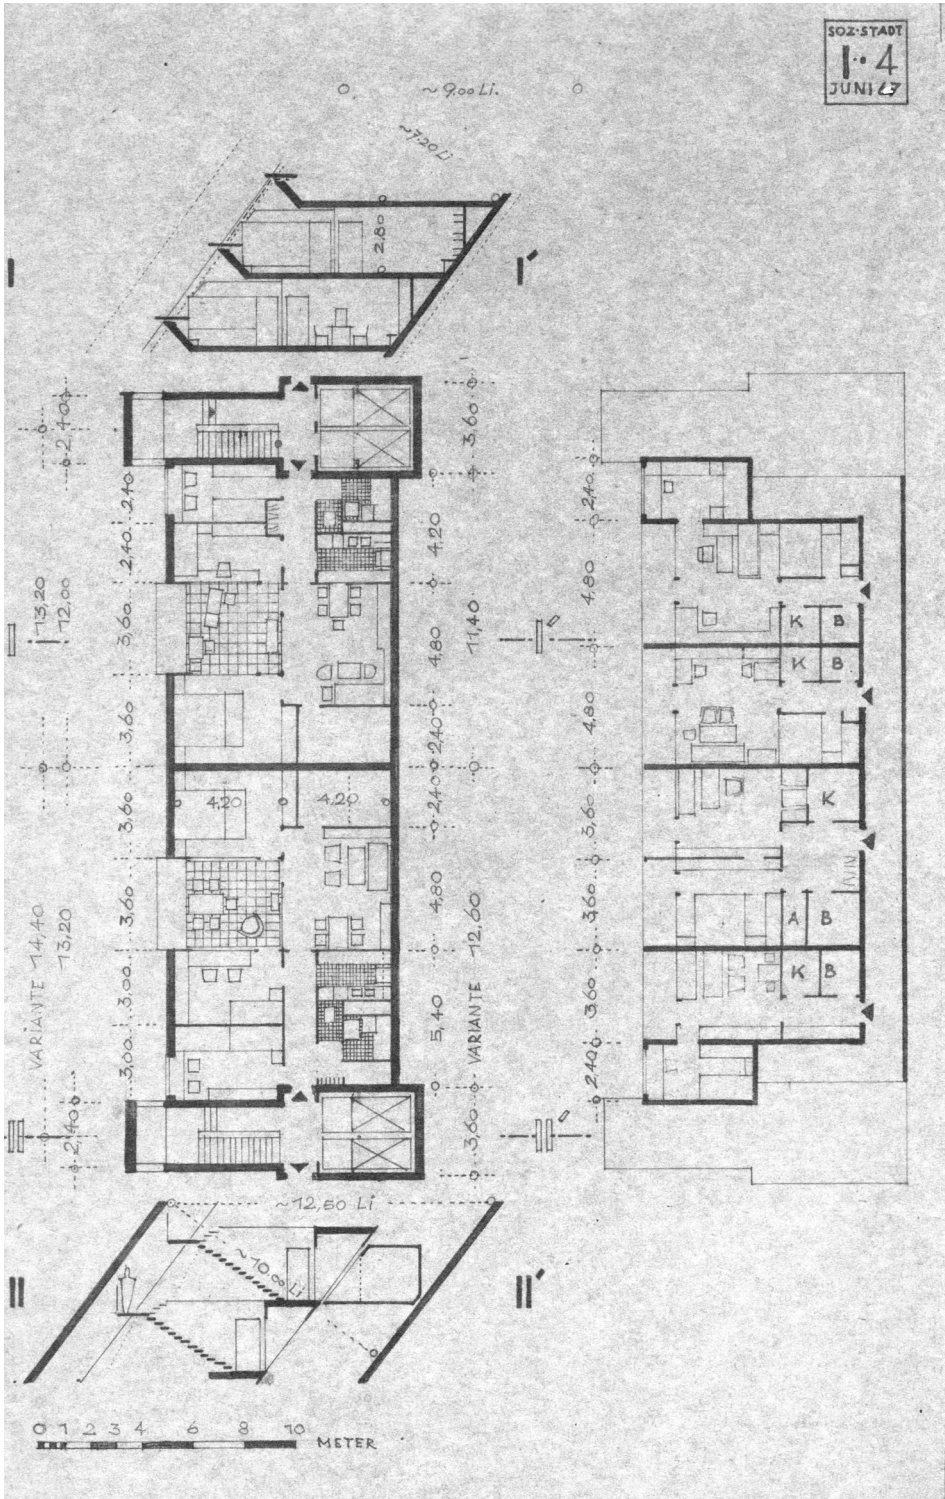 SOZ·STADT
I··4
JUNI 67
~9.00 Li.
~7.20 Li
2,80
I
I'
2,40
3,60
2,40
2,40
4,20
13,20
12,00
3,60
4,80
11,40
3,60
2,40
4,20
4,20
3,60
2,40
3,60
4,80
VARIANTE 14,40
13,20
3,00
5,40
VARIANTE 12,60
3,00
2,40
3,60
2,40
4,80
K
B
K
B
4,80
3,60
K
3,60
A
B
3,60
K
B
2,40
~12,50 Li
~10.00 Li
II
II'
0 1 2 3 4 6 8 10
METER